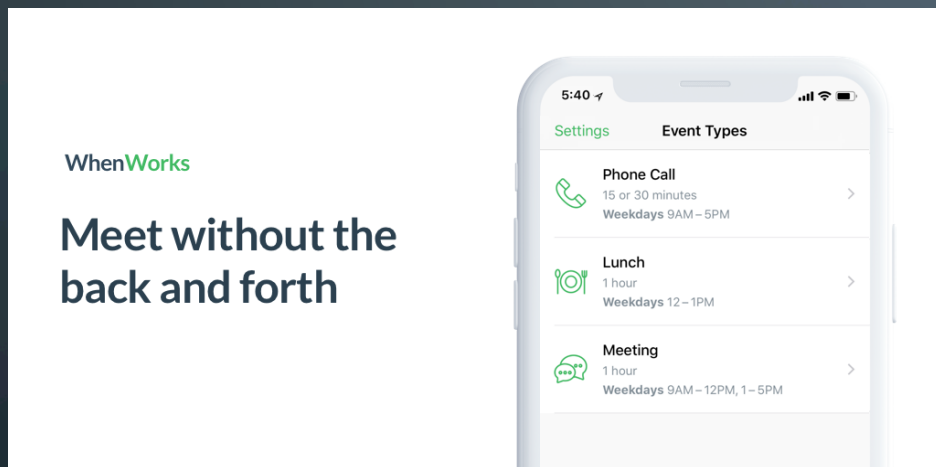 WhenWorks
Meet without the
back and forth
5:40
Settings
Event Types
Phone Call
15 or 30 minutes
Weekdays 9AM – 5PM
Lunch
1 hour
Weekdays 12 – 1PM
Meeting
1 hour
Weekdays 9AM – 12PM, 1 – 5PM